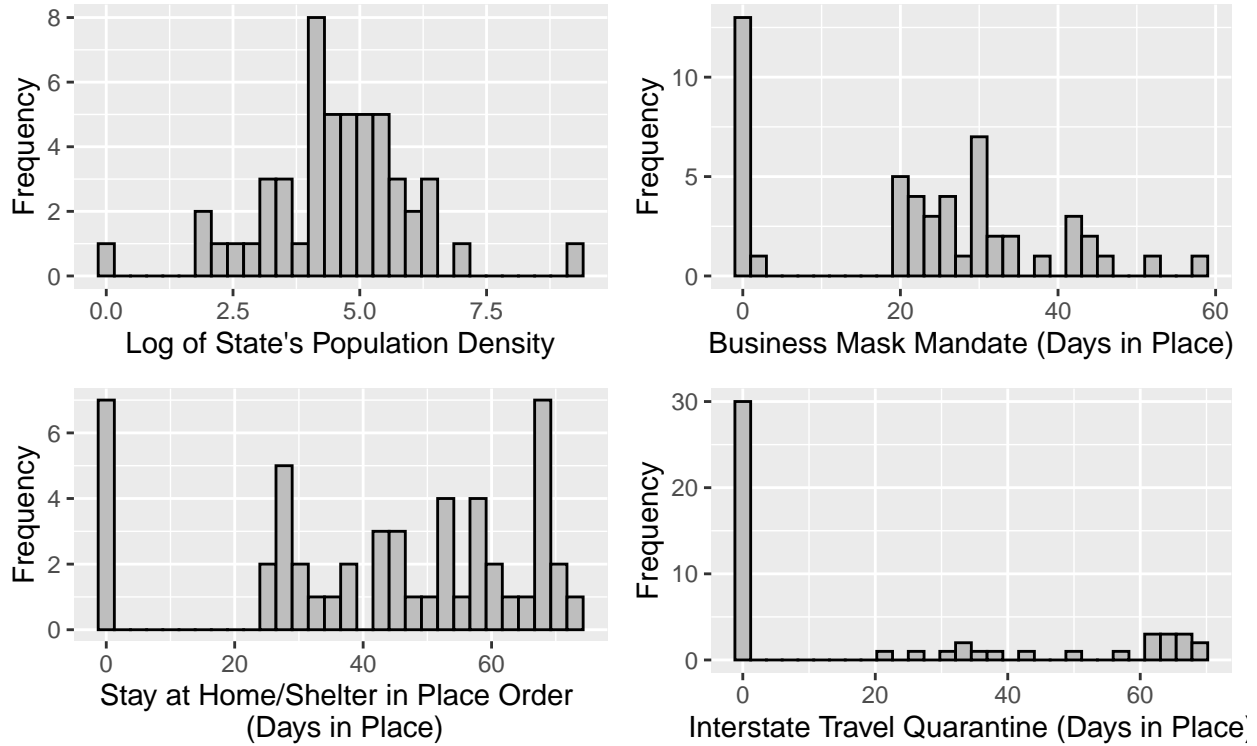 8
6
4
2
0
Frequency
0.0 2.5 5.0 7.5
Log of State's Population Density
10
5
0
Frequency
0 20 40 60
Business Mask Mandate (Days in Place)
6
4
2
0
Frequency
0 20 40 60
Stay at Home/Shelter in Place Order
(Days in Place)
30
20
10
0
Frequency
0 20 40 60
Interstate Travel Quarantine (Days in Place)